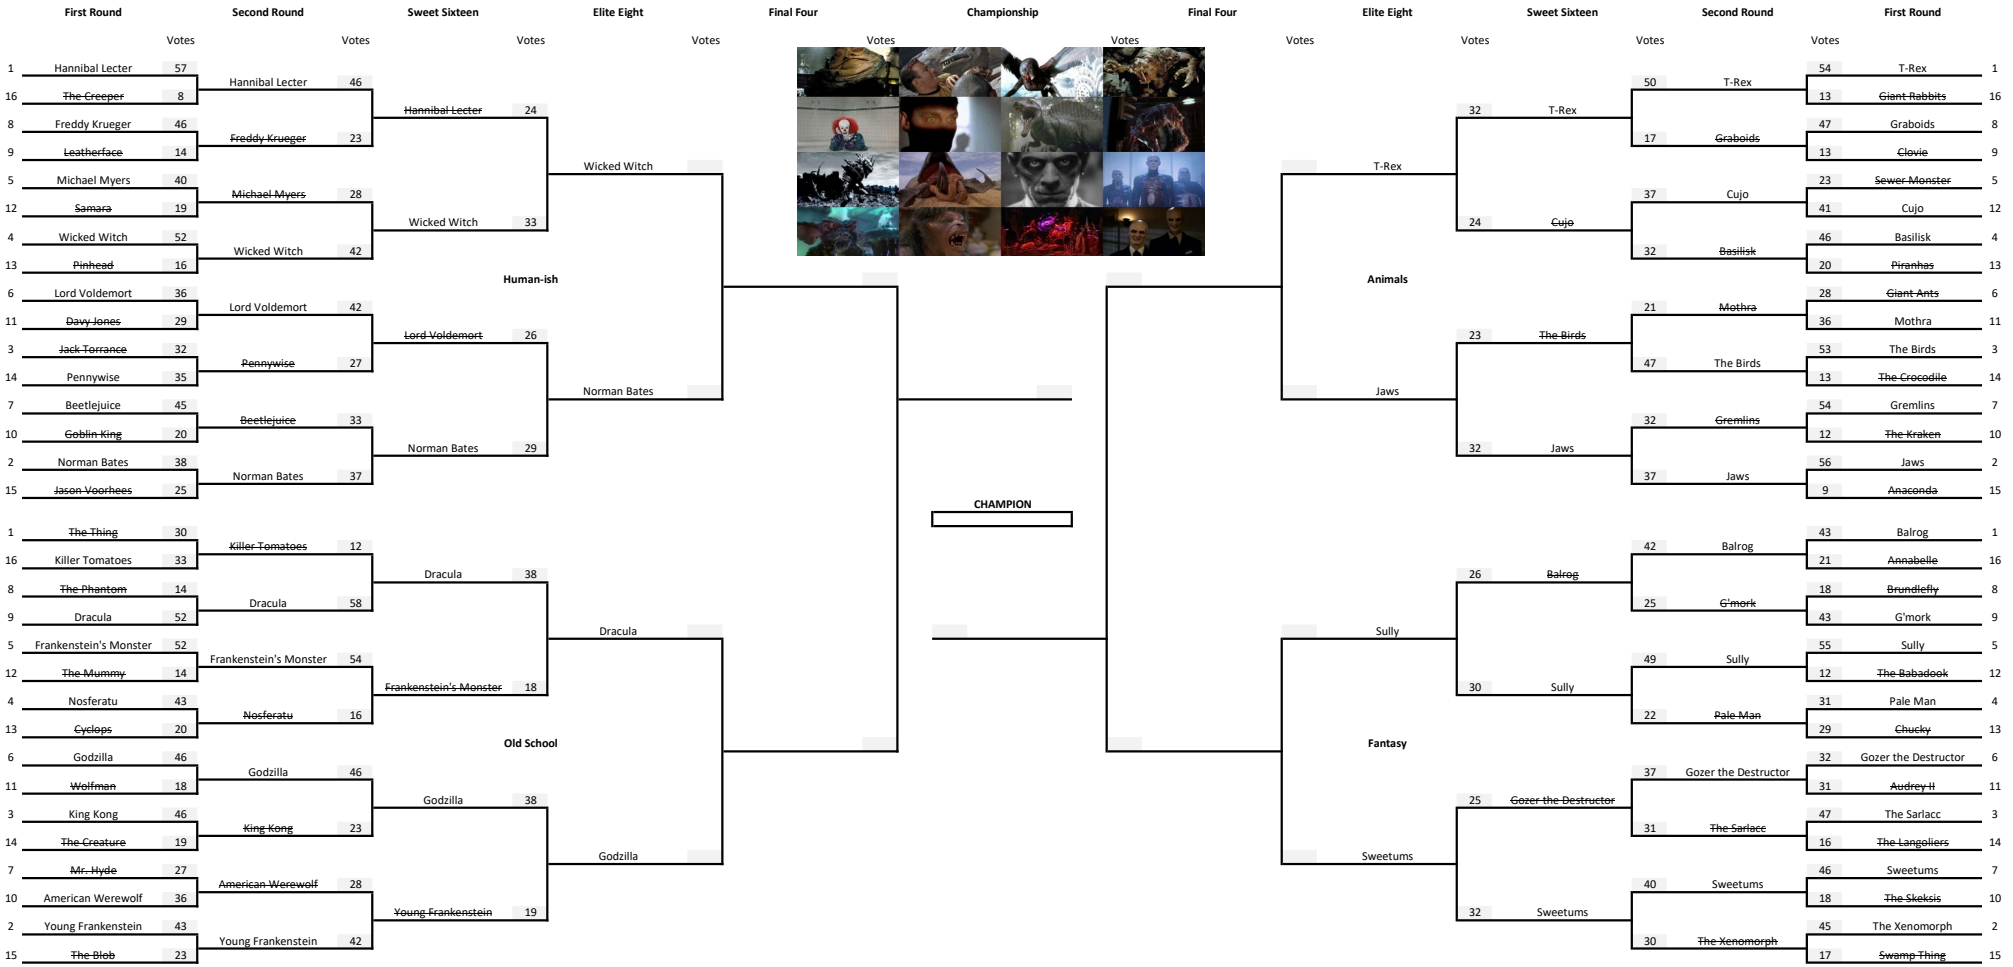 First Round Second Round Sweet Sixteen Elite Eight Final Four Championship Final Four Elite Eight Sweet Sixteen Second Round First Round
Votes Votes Votes Votes Votes Votes Votes Votes Votes Votes
1 Hannibal Lecter 57 54 T-Rex 1
Hannibal Lecter 46 50 T-Rex
16 The Creeper 8 13 Giant Rabbits 16
Hannibal Lecter 24 32 T-Rex
8 Freddy Krueger 46 47 Graboids 8
Freddy Krueger 23 17 Graboids
9 Leatherface 14 13 Clovie 9
Wicked Witch T-Rex
5 Michael Myers 40 23 Sewer Monster 5
Michael Myers 28 37 Cujo
12 Samara 19 41 Cujo 12
Wicked Witch 33 24 Cujo
4 Wicked Witch 52 46 Basilisk 4
Wicked Witch 42 32 Basilisk
13 Pinhead 16 20 Piranhas 13
Human-ish Animals
6 Lord Voldemort 36 28 Giant Ants 6
Lord Voldemort 42 21 Mothra
11 Davy Jones 29 36 Mothra 11
Lord Voldemort 26 23 The Birds
3 Jack Torrance 32 53 The Birds 3
Pennywise 27 47 The Birds
14 Pennywise 35 13 The Crocodile 14
Norman Bates Jaws
7 Beetlejuice 45 54 Gremlins 7
Beetlejuice 33 32 Gremlins
10 Goblin King 20 12 The Kraken 10
Norman Bates 29 32 Jaws
2 Norman Bates 38 56 Jaws 2
Norman Bates 37 37 Jaws
15 Jason Voorhees 25 9 Anaconda 15
CHAMPION
1 The Thing 30 43 Balrog 1
Killer Tomatoes 12 42 Balrog
16 Killer Tomatoes 33 21 Annabelle 16
Dracula 38 26 Balrog
8 The Phantom 14 18 Brundlefly 8
Dracula 58 25 G'mork
9 Dracula 52 43 G'mork 9
Dracula Sully
5 Frankenstein's Monster 52 55 Sully 5
Frankenstein's Monster 54 49 Sully
12 The Mummy 14 12 The Babadook 12
Frankenstein's Monster 18 30 Sully
4 Nosferatu 43 31 Pale Man 4
Nosferatu 16 22 Pale Man
13 Cyclops 20 29 Chucky 13
Old School Fantasy
6 Godzilla 46 32 Gozer the Destructor 6
Godzilla 46 37 Gozer the Destructor
11 Wolfman 18 31 Audrey II 11
Godzilla 38 25 Gozer the Destructor
3 King Kong 46 47 The Sarlacc 3
King Kong 23 31 The Sarlacc
14 The Creature 19 16 The Langoliers 14
Godzilla Sweetums
7 Mr. Hyde 27 46 Sweetums 7
American Werewolf 28 40 Sweetums
10 American Werewolf 36 18 The Skeksis 10
Young Frankenstein 19 32 Sweetums
2 Young Frankenstein 43 45 The Xenomorph 2
Young Frankenstein 42 30 The Xenomorph
15 The Blob 23 17 Swamp Thing 15